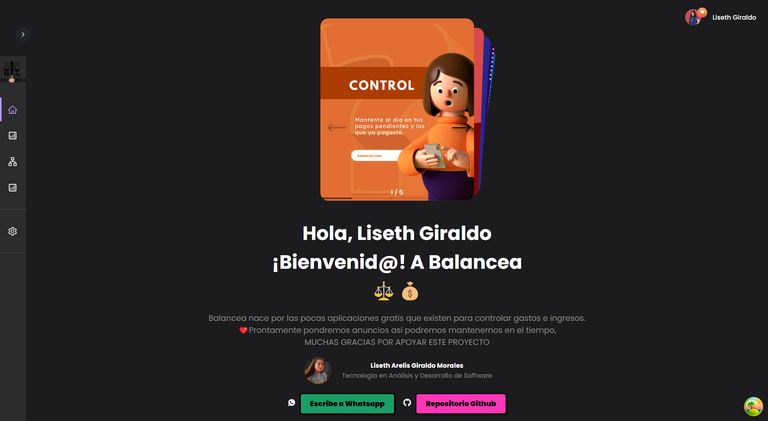 Liseth Giraldo
CONTROL
Mantente al día en tus
pagos pendientes y los
que ya pagaste.
1 / 5
Hola, Liseth Giraldo
¡Bienvenid@! A Balancea
Balancea nace por las pocas aplicaciones gratis que existen para controlar gastos e ingresos.
Prontamente pondremos anuncios así podremos mantenernos en el tiempo,
MUCHAS GRACIAS POR APOYAR ESTE PROYECTO
Liseth Arelis Giraldo Morales
Tecnología en Análisis y Desarrollo de Software
Escribe a Whatsapp
Repositorio Github